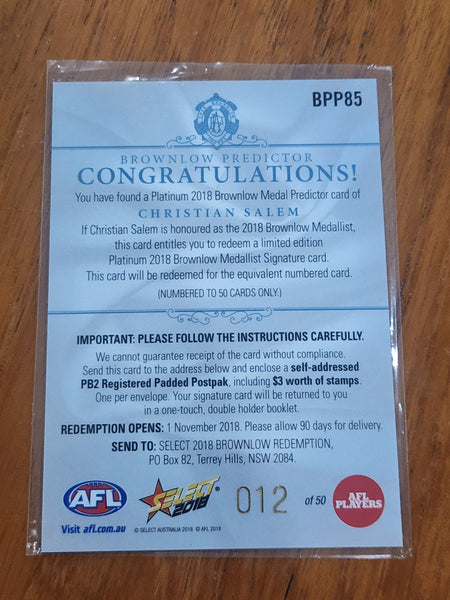 BPP85
BROWNLOW PREDICTOR
CONGRATULATIONS!
You have found a Platinum 2018 Brownlow Medal Predictor card of
CHRISTIAN SALEM
If Christian Salem is honoured as the 2018 Brownlow Medallist,
this card entitles you to redeem a limited edition
Platinum 2018 Brownlow Medallist Signature card.
This card will be redeemed for the equivalent numbered card.
(NUMBERED TO 50 CARDS ONLY.)
IMPORTANT: PLEASE FOLLOW THE INSTRUCTIONS CAREFULLY.
We cannot guarantee receipt of the card without compliance.
Send this card to the address below and enclose a self-addressed
PB2 Registered Padded Postpak, including $3 worth of stamps.
One per envelope. Your signature card will be returned to you
in a one-touch, double holder booklet.
REDEMPTION OPENS: 1 November 2018. Please allow 90 days for delivery.
SEND TO: SELECT 2018 BROWNLOW REDEMPTION,
PO Box 82, Terrey Hills, NSW 2084.
AFL
SELECT
2018
012 of 50
AFL
PLAYERS
Visit afl.com.au
© SELECT AUSTRALIA 2018 © AFL 2018